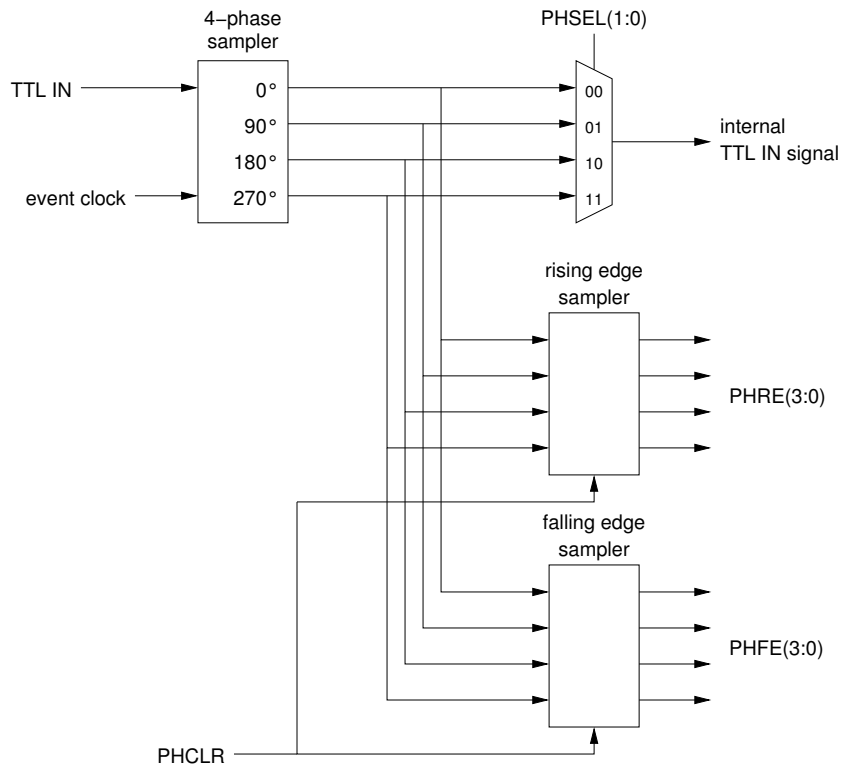 4−phase
sampler
PHSEL(1:0)
TTL IN
0°
00
90°
01
internal
TTL IN signal
180°
10
event clock
270°
11
rising edge
sampler
PHRE(3:0)
falling edge
sampler
PHFE(3:0)
PHCLR